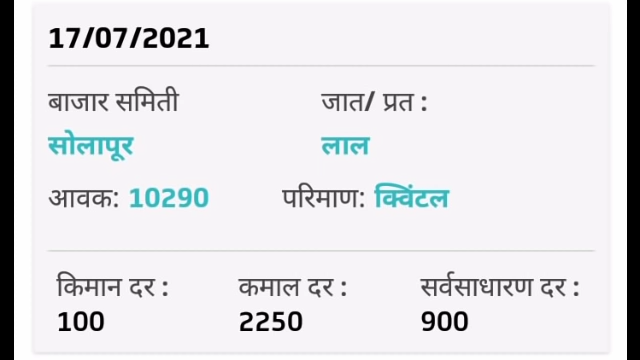 17/07/2021
बाजार समिती जात/ प्रत :
सोलापूर लाल
आवक: 10290 परिमाण: क्विंटल
किमान दर : कमाल दर : सर्वसाधारण दर :
100 2250 900